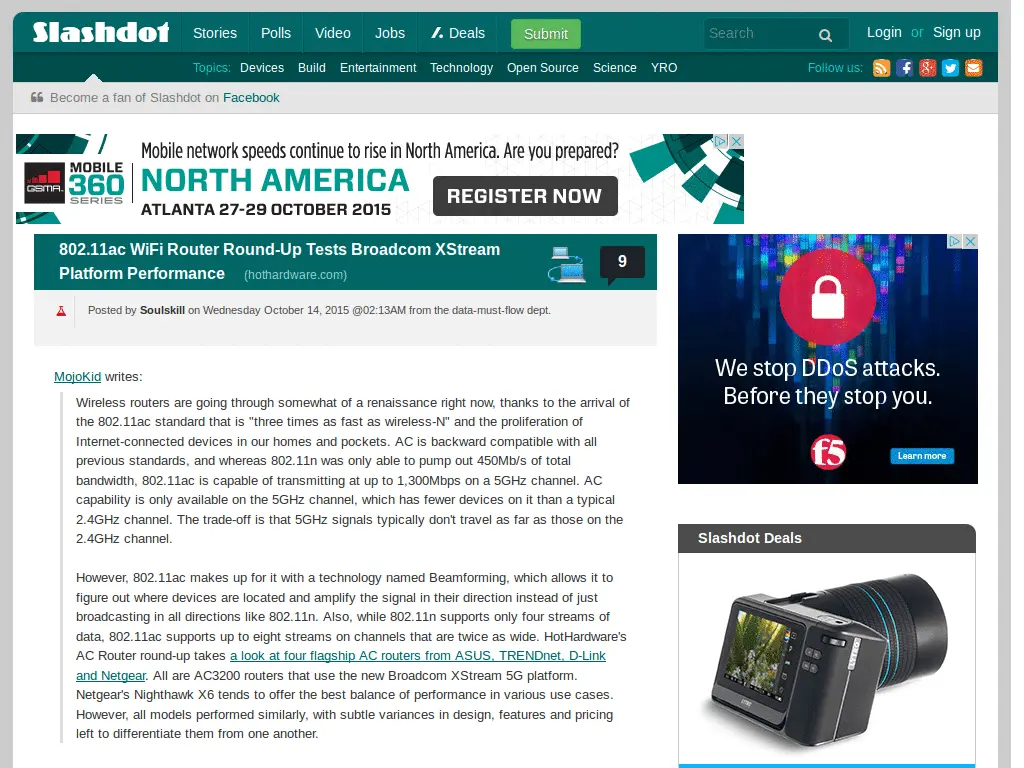 Slashdot
Stories
Polls
Video
Jobs
Deals
Submit
Search
Login or Sign up
Topics: Devices Build Entertainment Technology Open Source Science YRO
Follow us:
Become a fan of Slashdot on Facebook
Mobile network speeds continue to rise in North America. Are you prepared?
GSMA
MOBILE
360
SERIES
NORTH AMERICA
ATLANTA 27-29 OCTOBER 2015
REGISTER NOW
802.11ac WiFi Router Round-Up Tests Broadcom XStream
Platform Performance (hothardware.com)
9
Posted by Soulskill on Wednesday October 14, 2015 @02:13AM from the data-must-flow dept.
MojoKid writes:
Wireless routers are going through somewhat of a renaissance right now, thanks to the arrival of
the 802.11ac standard that is "three times as fast as wireless-N" and the proliferation of
Internet-connected devices in our homes and pockets. AC is backward compatible with all
previous standards, and whereas 802.11n was only able to pump out 450Mb/s of total
bandwidth, 802.11ac is capable of transmitting at up to 1,300Mbps on a 5GHz channel. AC
capability is only available on the 5GHz channel, which has fewer devices on it than a typical
2.4GHz channel. The trade-off is that 5GHz signals typically don't travel as far as those on the
2.4GHz channel.
However, 802.11ac makes up for it with a technology named Beamforming, which allows it to
figure out where devices are located and amplify the signal in their direction instead of just
broadcasting in all directions like 802.11n. Also, while 802.11n supports only four streams of
data, 802.11ac supports up to eight streams on channels that are twice as wide. HotHardware's
AC Router round-up takes a look at four flagship AC routers from ASUS, TRENDnet, D-Link
and Netgear. All are AC3200 routers that use the new Broadcom XStream 5G platform.
Netgear's Nighthawk X6 tends to offer the best balance of performance in various use cases.
However, all models performed similarly, with subtle variances in design, features and pricing
left to differentiate them from one another.
We stop DDoS attacks.
Before they stop you.
f5
Learn more
Slashdot Deals